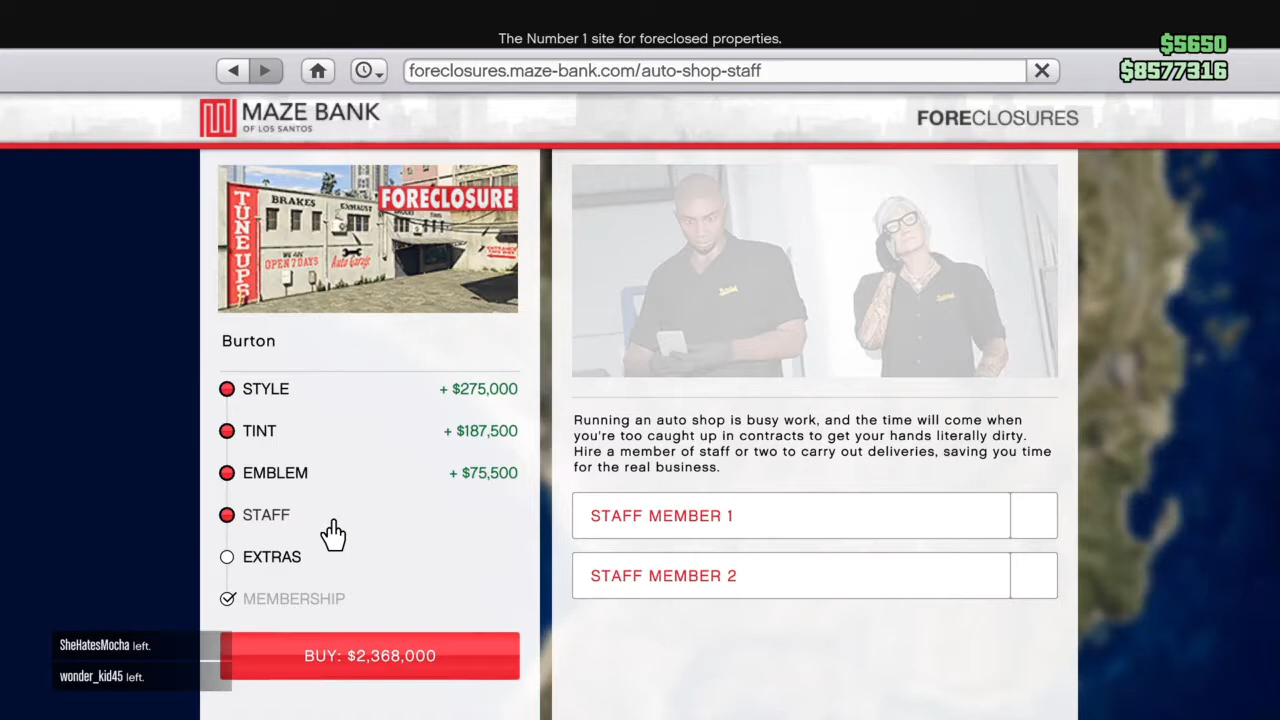 The Number 1 site for foreclosed properties.
$5650
$8577316
foreclosures.maze-bank.com/auto-shop-staff
MAZE BANK
OF LOS SANTOS
FORECLOSURES
TUNEUPS
BRAKES
EXHAUST
FORECLOSURE
WE ARE
OPEN 7 DAYS
Auto Garage
Burton
STYLE + $275,000
TINT + $187,500
EMBLEM + $75,500
STAFF
EXTRAS
MEMBERSHIP
BUY: $2,368,000
Running an auto shop is busy work, and the time will come when
you're too caught up in contracts to get your hands literally dirty.
Hire a member of staff or two to carry out deliveries, saving you time
for the real business.
STAFF MEMBER 1
STAFF MEMBER 2
SheHatesMocha left.
wonder_kid45 left.